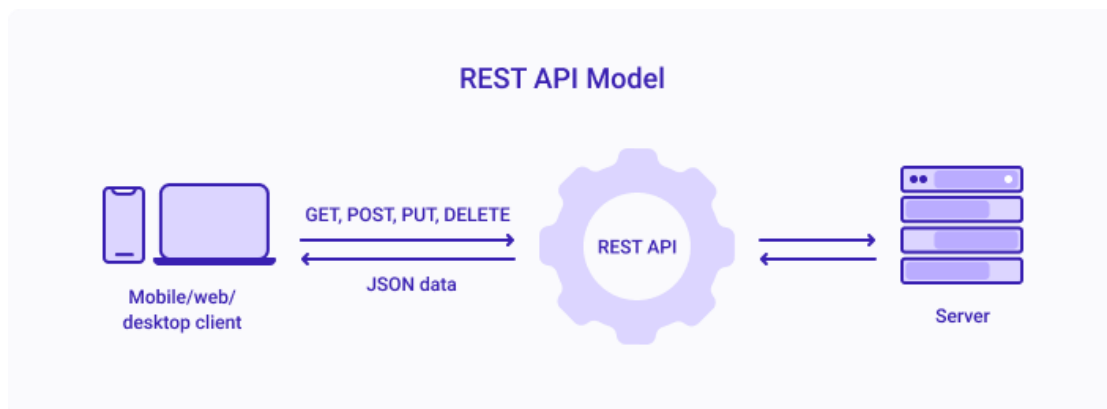 REST API Model
GET, POST, PUT, DELETE
REST API
JSON data
Mobile/web/
desktop client
Server